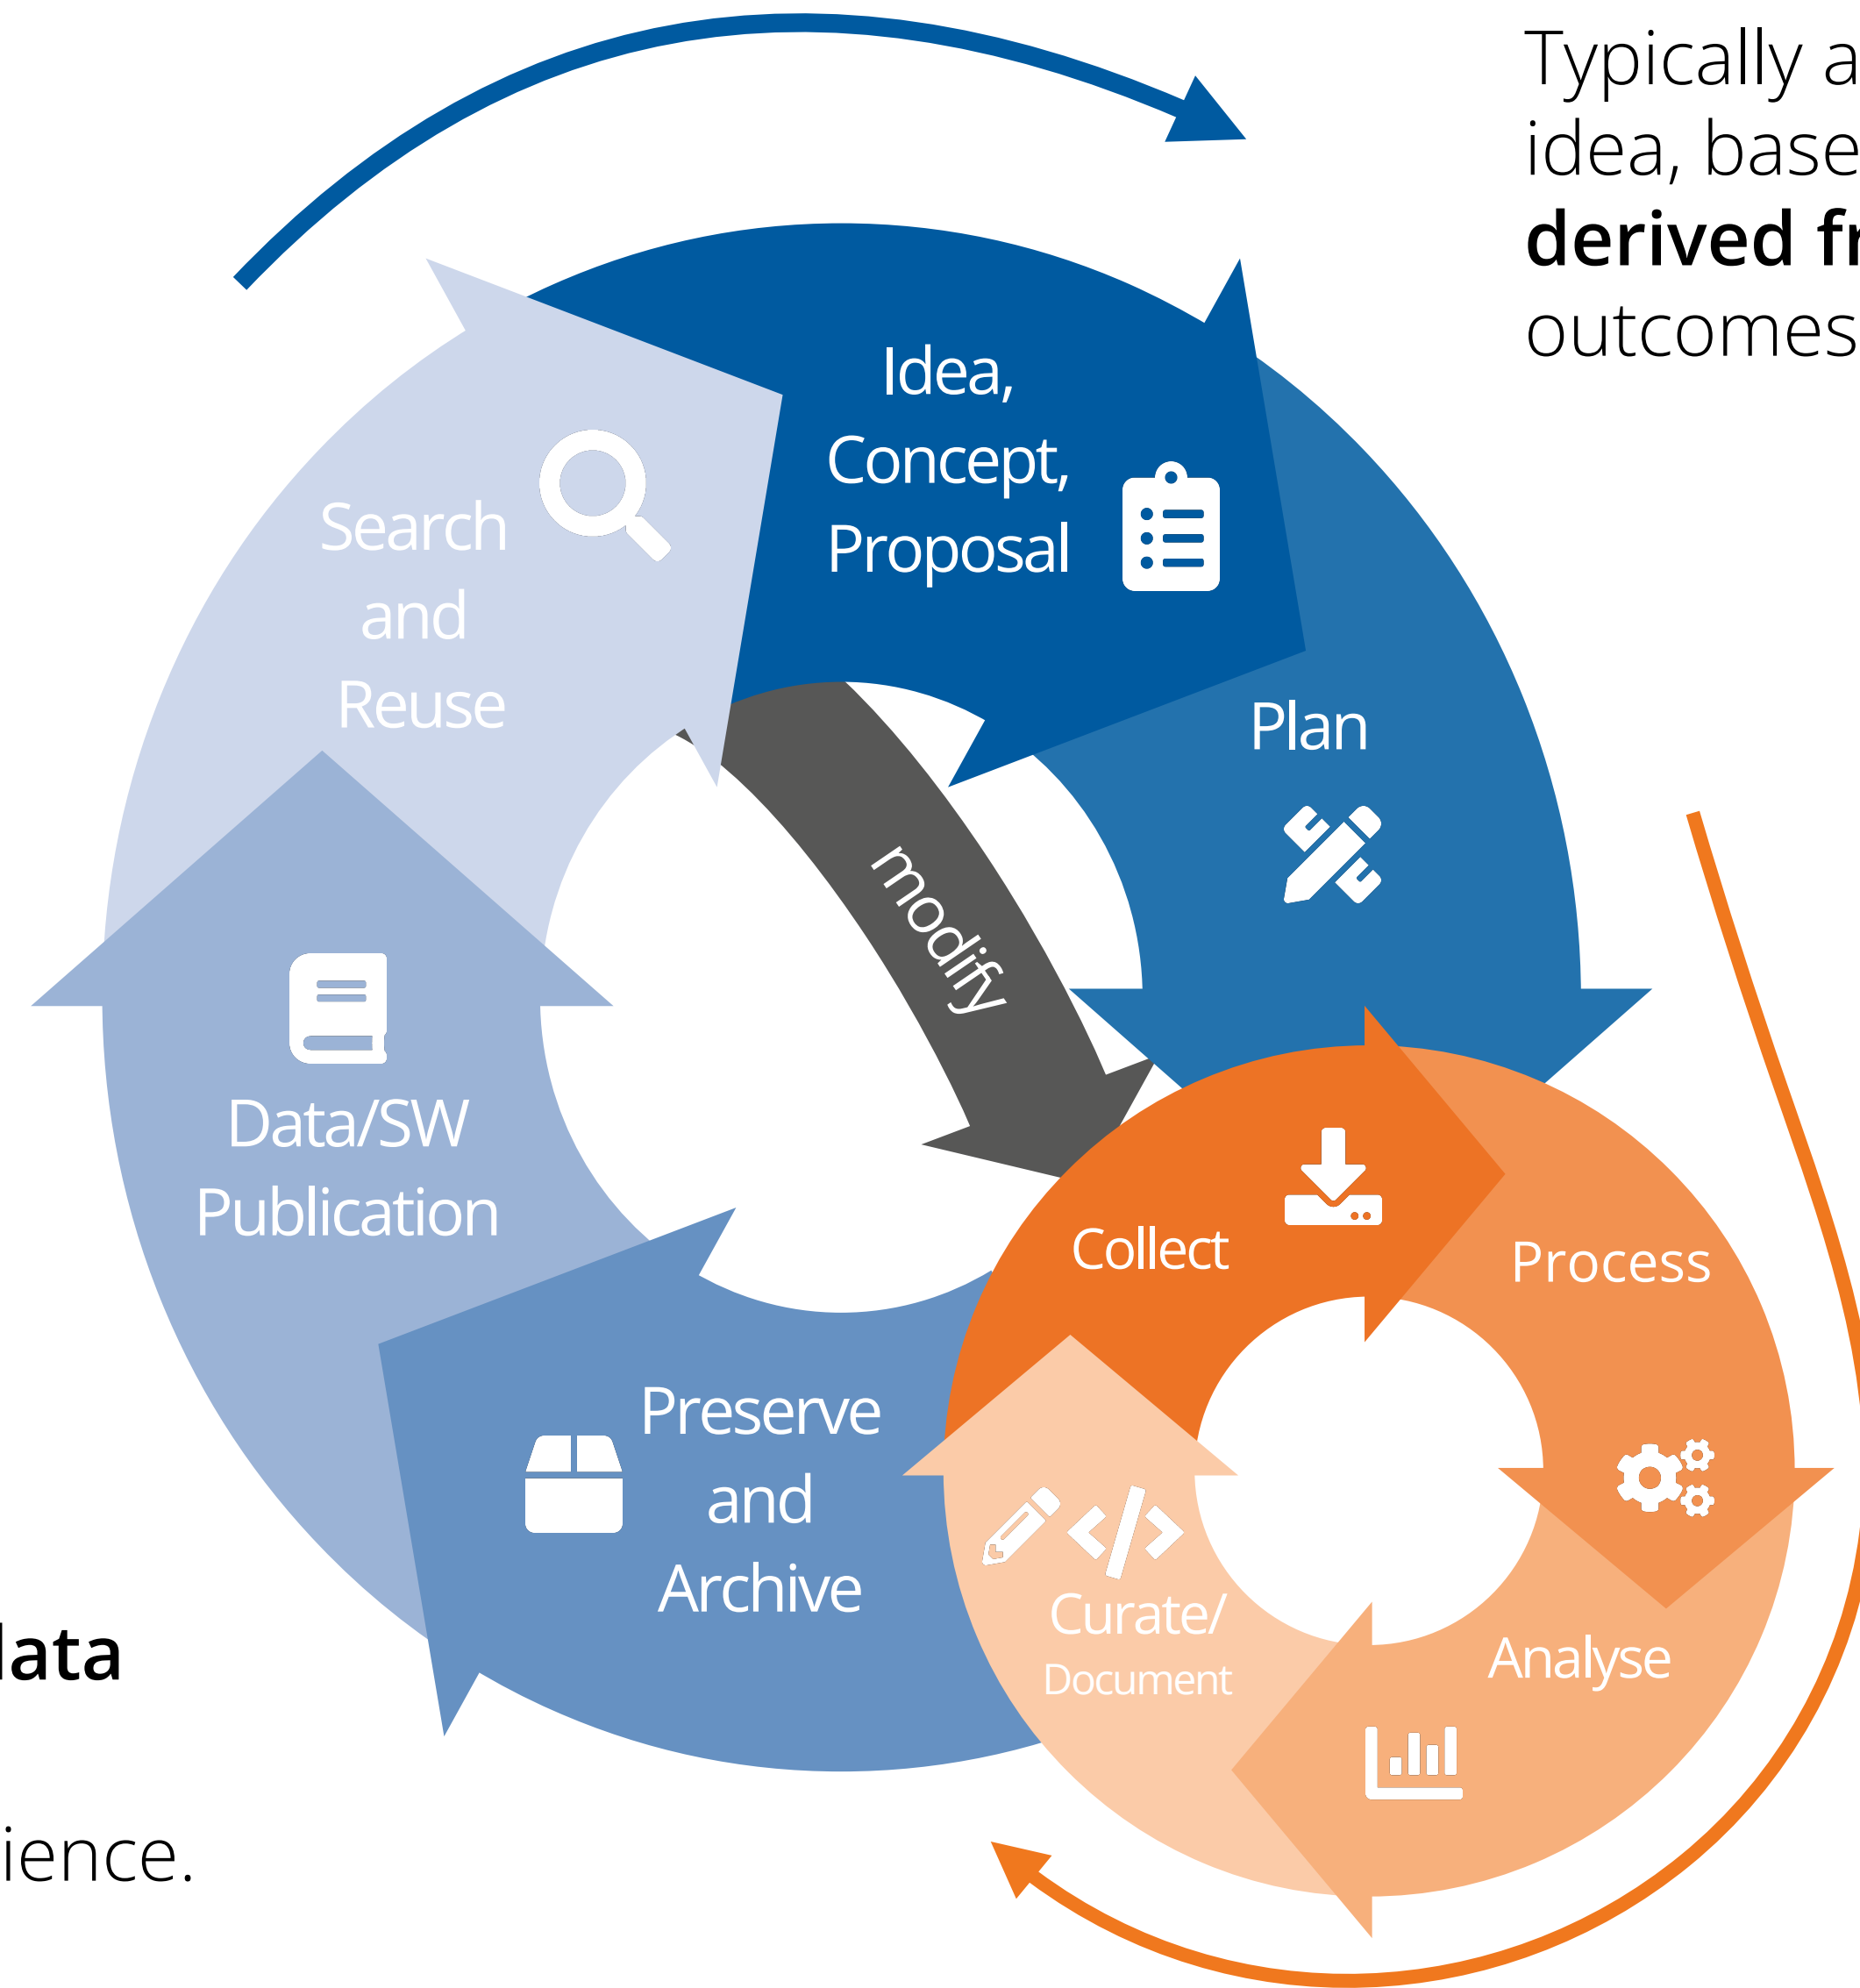 Typically a
idea, base
derived fr
outcomes
Idea,
Concept,
Proposal
Search
and
Reuse
Plan
modify
Data/SW
Publication
Collect
Process
Preserve
and
Archive
Curate/
Document
Analyse
data
ience.